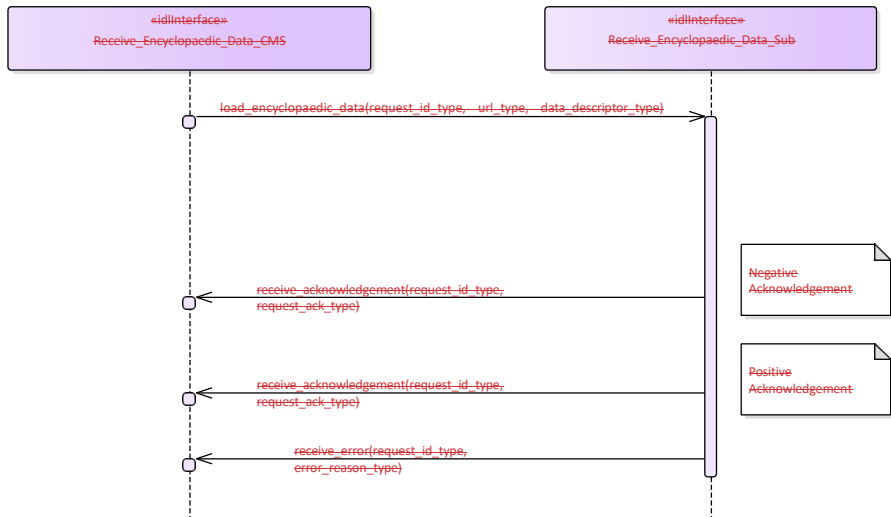 «idlInterface»
Receive_Encyclopaedic_Data_CMS
«idlInterface»
Receive_Encyclopaedic_Data_Sub
load_encyclopaedic_data(request_id_type, url_type, data_descriptor_type)
Negative
Acknowledgement
receive_acknowledgement(request_id_type,
request_ack_type)
Positive
Acknowledgement
receive_acknowledgement(request_id_type,
request_ack_type)
receive_error(request_id_type,
error_reason_type)